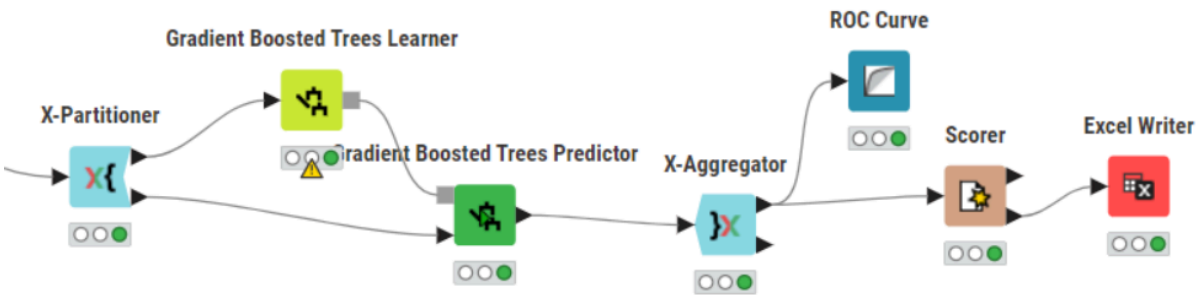 ROC Curve
Gradient Boosted Trees Learner
X-Partitioner
Scorer
Excel Writer
Gradient Boosted Trees Predictor
X-Aggregator
X{
}X
X